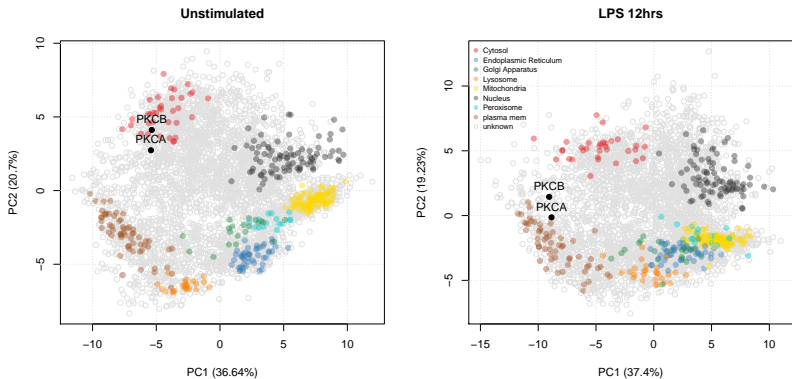 Unstimulated
PC2 (20.7%)
10
5
0
−5
PKCB
PKCA
−10
−5
0
5
10
PC1 (36.64%)
LPS 12hrs
PC2 (19.23%)
10
5
0
−5
Cytosol
Endoplasmic Reticulum
Golgi Apparatus
Lysosome
Mitochondria
Nucleus
Peroxisome
plasma mem
unknown
PKCB
PKCA
−15
−10
−5
0
5
10
PC1 (37.4%)